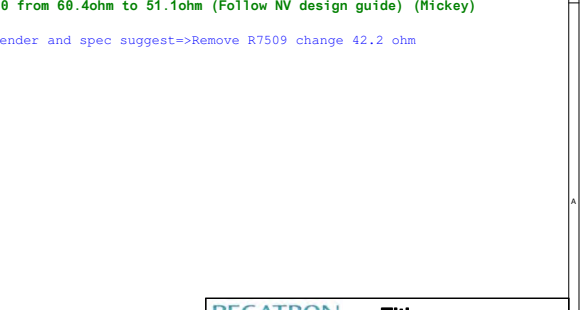 0 from 60.4ohm to 51.1ohm (Follow NV design guide) (Mickey)
ender and spec suggest=>Remove R7509 change 42.2 ohm
A
PEGATRON